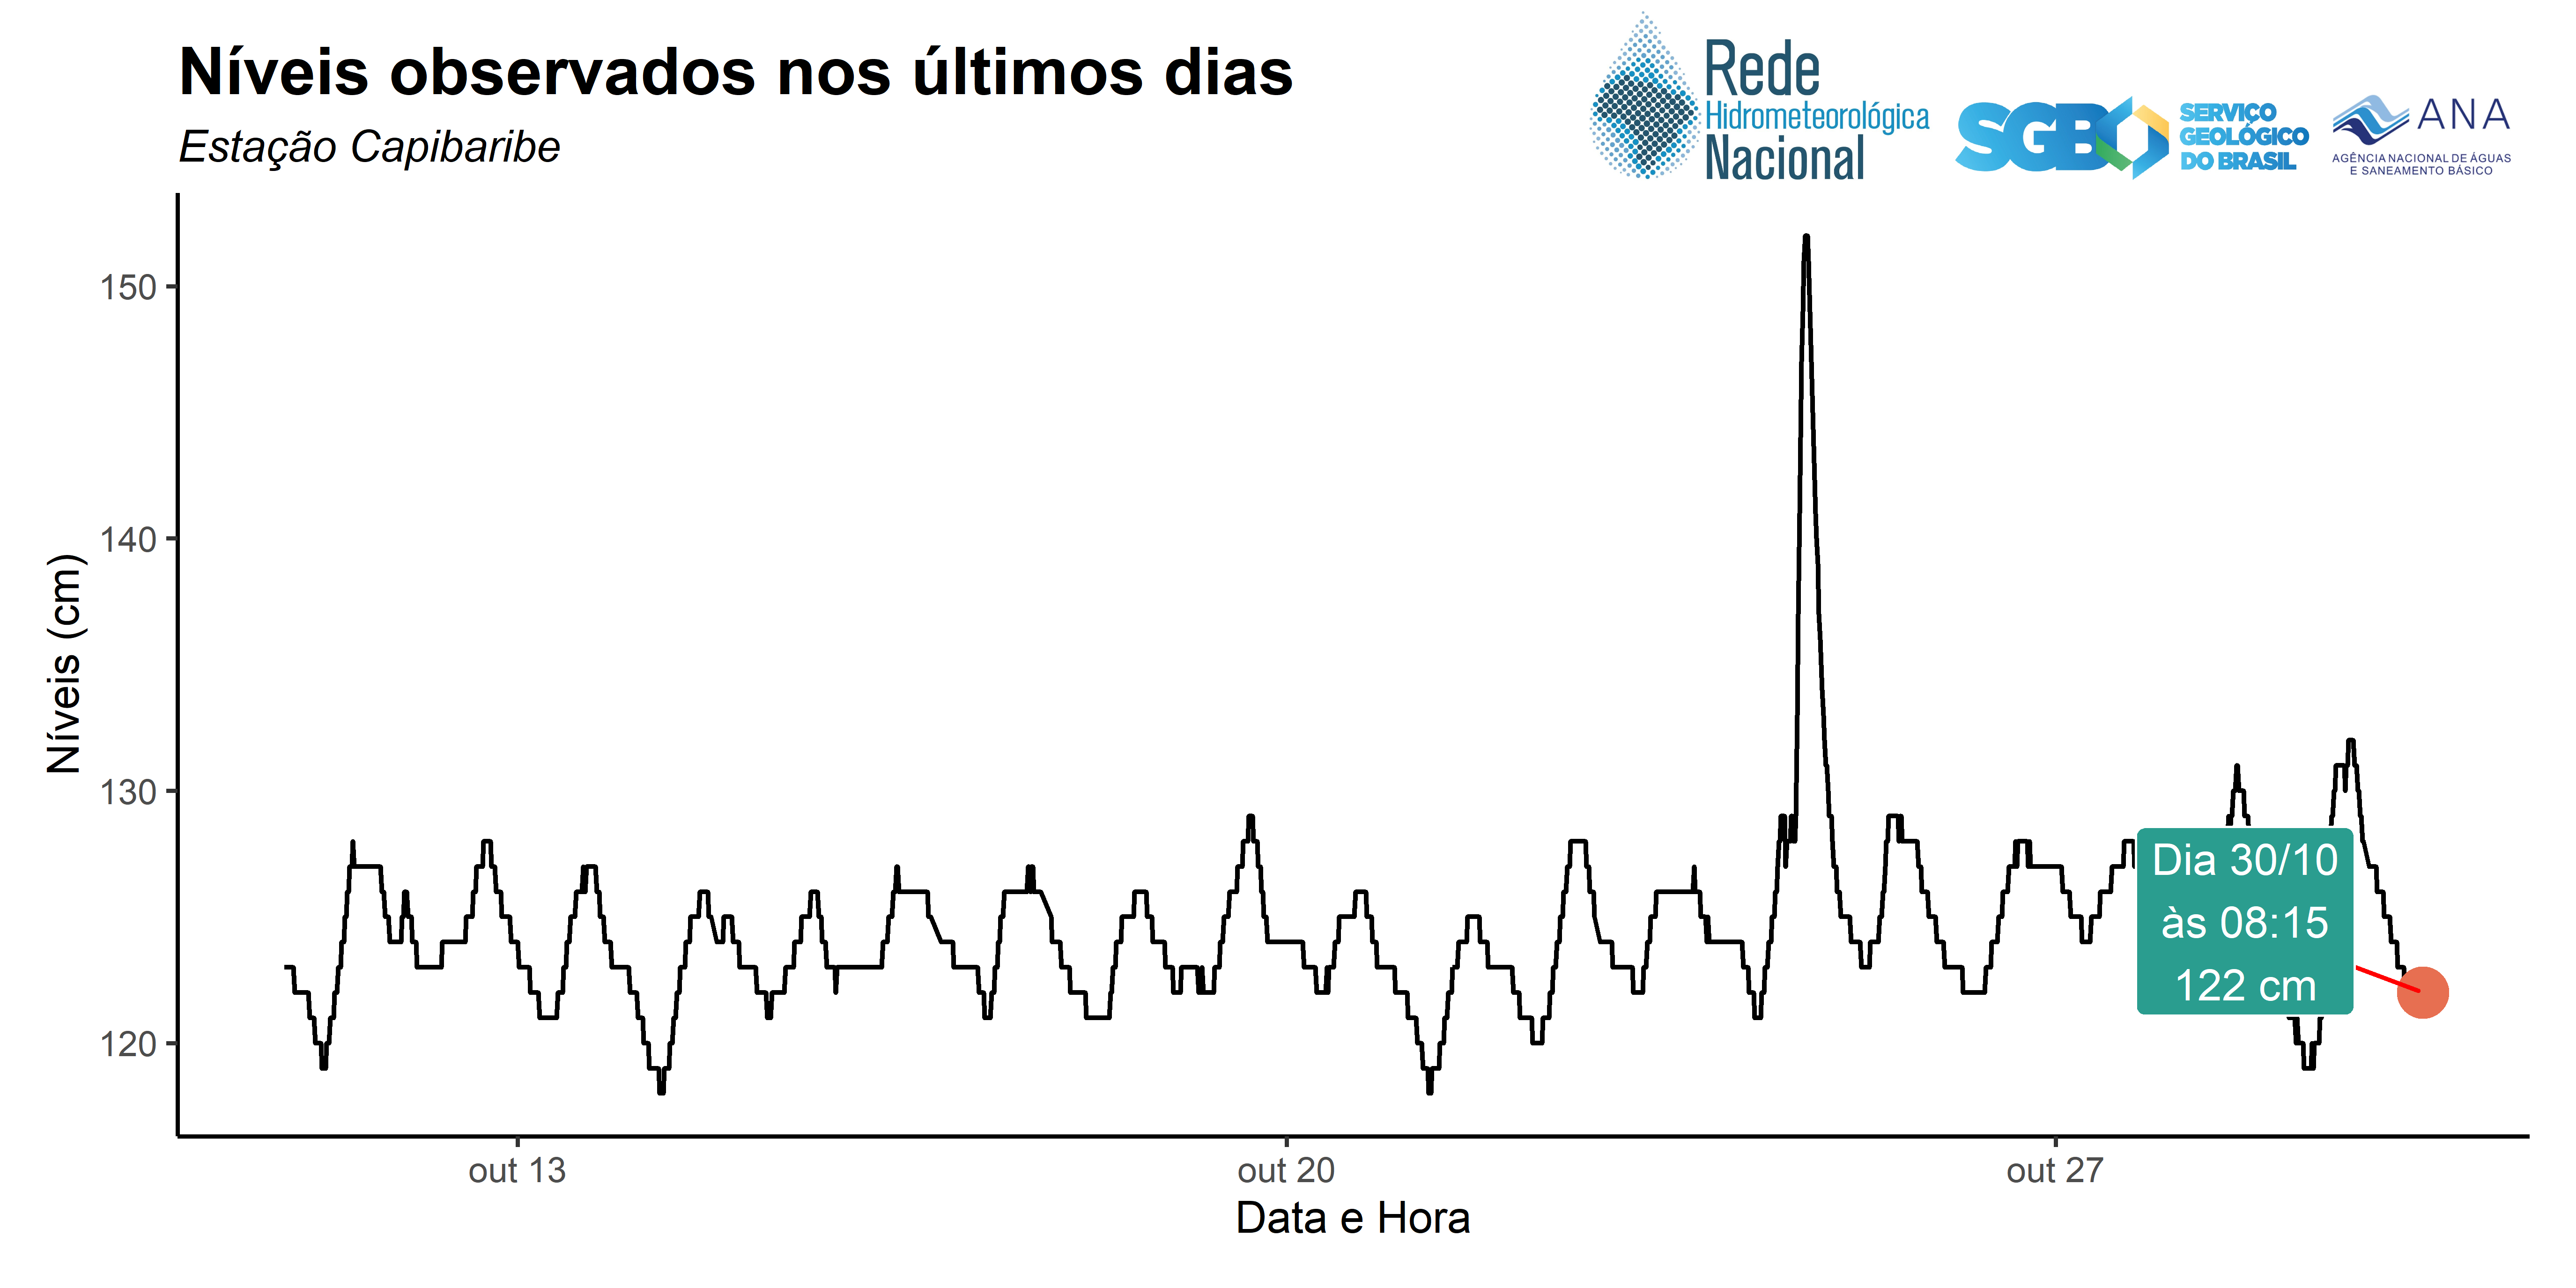 Níveis observados nos últimos dias
Estação Capibaribe
Rede
Hidrometeorológica
Nacional
SGB
SERVIÇO
GEOLÓGICO
DO BRASIL
ANA
AGÊNCIA NACIONAL DE ÁGUAS
E SANEAMENTO BÁSICO
Níveis (cm)
150
140
130
120
Dia 30/10
às 08:15
122 cm
out 13
out 20
out 27
Data e Hora